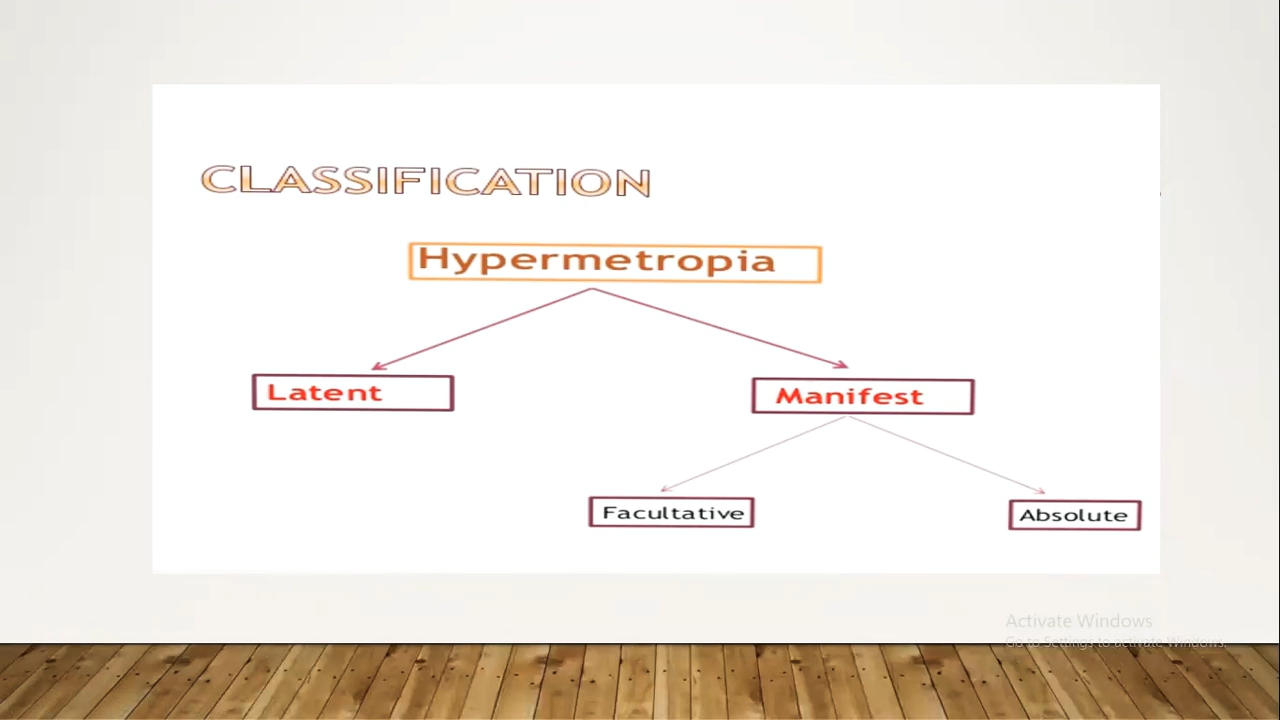 CLASSIFICATION
Hypermetropia
Latent
Manifest
Facultative
Absolute
Activate Windows
Go to Settings to activate Windows.